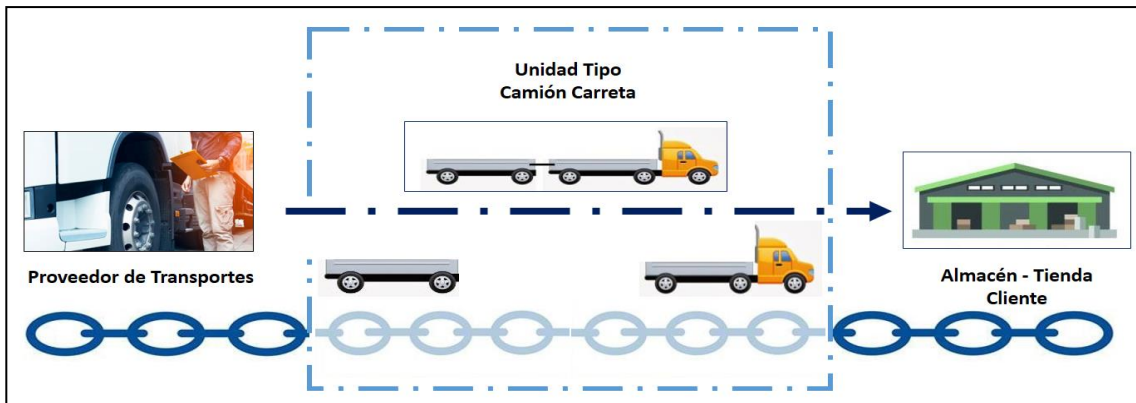 Unidad Tipo
Camión Carreta
Proveedor de Transportes
Almacén - Tienda
Cliente